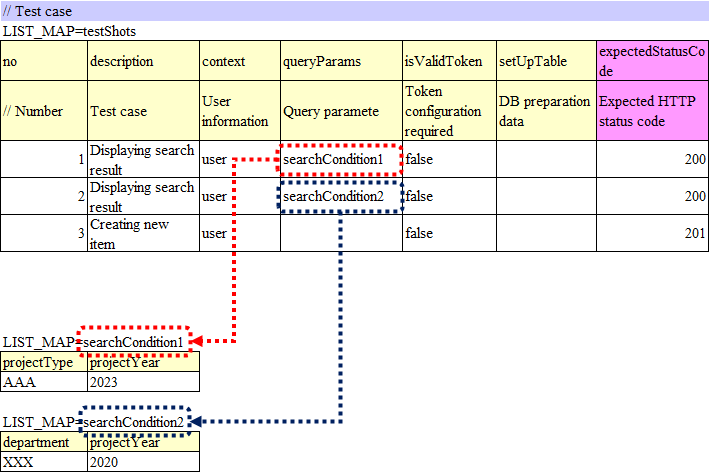 // Test case
LIST_MAP=testShots
no description context queryParams isValidToken setUpTable expectedStatusCo
de
// Number Test case User
information Query paramete Token
configuration
required DB preparation
data Expected HTTP
status code
1 Displaying search
result user searchCondition1 false 200
2 Displaying search
result user searchCondition2 false 200
3 Creating new
item user false 201
LIST_MAP=searchCondition1
projectType projectYear
AAA 2023
LIST_MAP=searchCondition2
department projectYear
XXX 2020